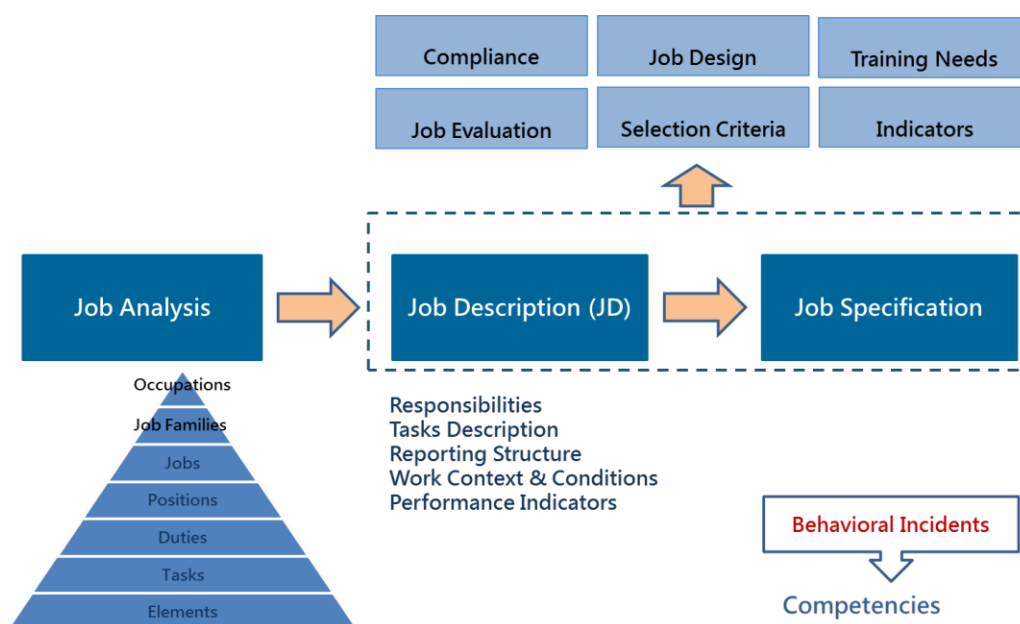 Compliance
Job Design
Training Needs
Job Evaluation
Selection Criteria
Indicators
Job Analysis
Job Description (JD)
Job Specification
Occupations
Job Families
Jobs
Positions
Duties
Tasks
Elements
Responsibilities
Tasks Description
Reporting Structure
Work Context & Conditions
Performance Indicators
Behavioral Incidents
Competencies